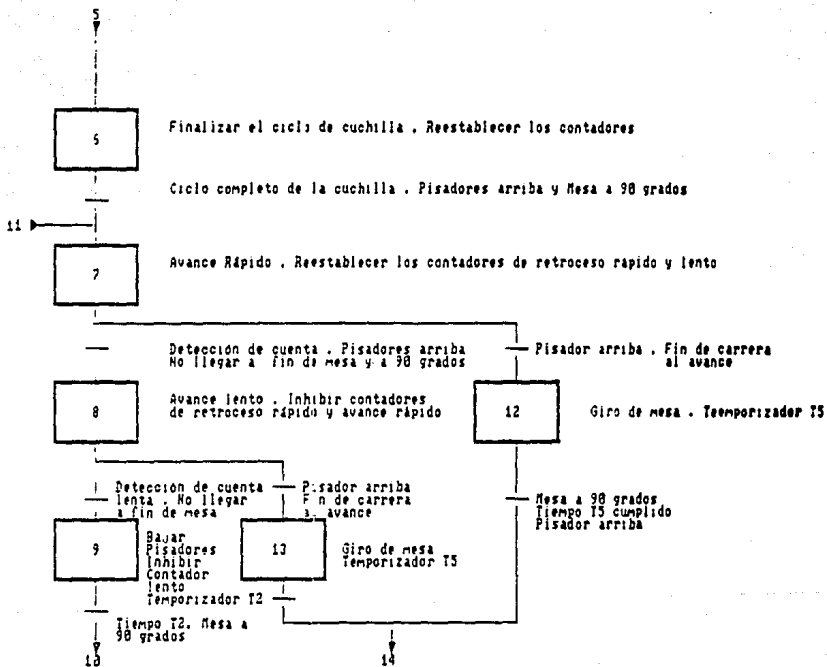 5
6
Finalizar el ciclo de cuchilla . Reestablecer los contadores
Ciclo completo de la cuchilla . Pisadores arriba y Mesa a 90 grados
11
7
Avance Rápido . Reestablecer los contadores de retroceso rápido y lento
Detección de cuenta . Pisadores arriba
No llegar a fin de mesa y a 90 grados
Pisador arriba . Fin de carrera
al avance
8
Avance lento . Inhibir contadores
de retroceso rápido y avance rápido
12
Giro de mesa . Teemporizador T5
Detección de cuenta
lenta . No llegar
a fin de mesa
Pisador arriba
Fin de carrera
al avance
Mesa a 90 grados
Tiempo T5 cumplido
Pisador arriba
9
Bajar
Pisadores
Inhibir
Contador
lento
Temporizador T2
13
Giro de mesa
Temporizador T5
Tiempo T2. Mesa a
90 grados
10
14